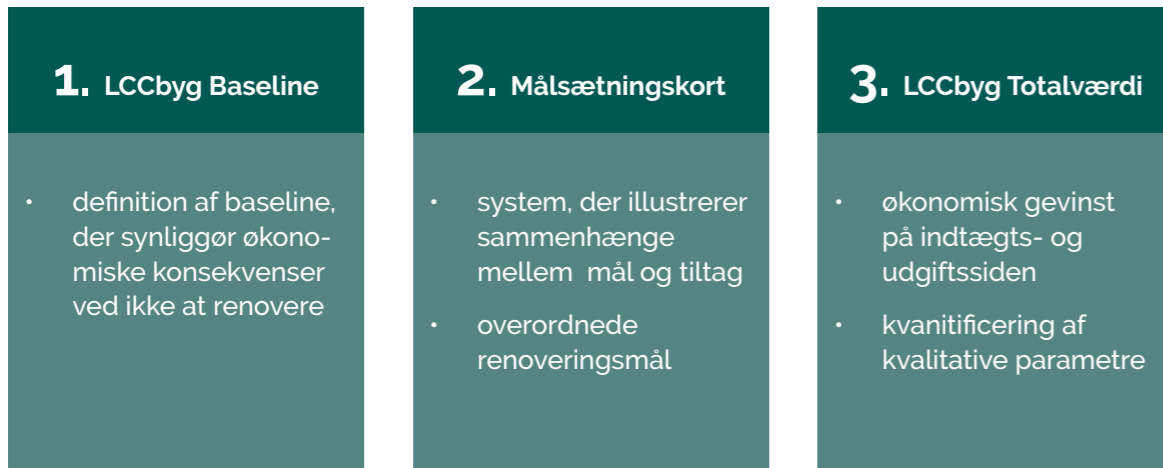 1. LCCbyg Baseline
• definition af baseline,
der synliggør økono-
miske konsekvenser
ved ikke at renovere
2. Målsætningskort
• system, der illustrerer
sammenhænge
mellem  mål og tiltag
• overordnede
renoveringsmål
3. LCCbyg Totalværdi
• økonomisk gevinst
på indtægts- og
udgiftssiden
• kvanitificering af
kvalitative parametre